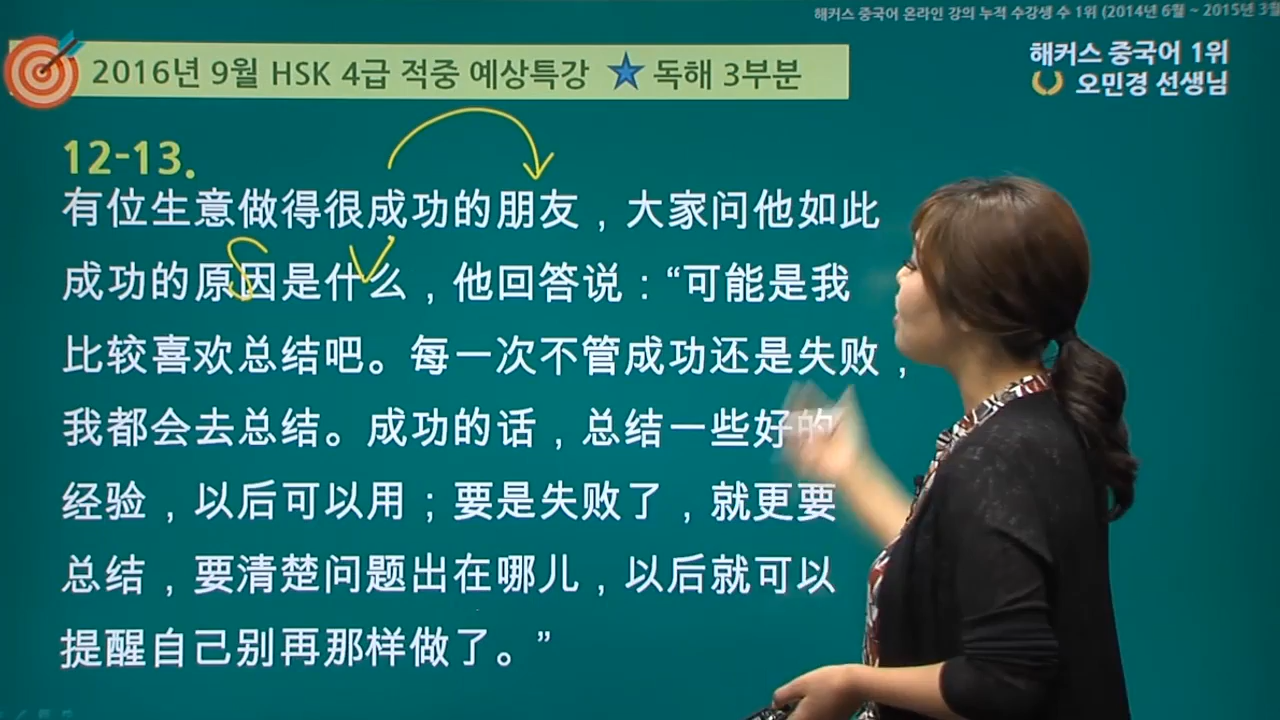 해커스 중국어 온라인 강의 누적 수강생 수 1위 (2014년 6월 ~ 2015년 3월
2016년 9월 HSK 4급 적중 예상특강 ★ 독해 3부분
해커스 중국어 1위
오민경 선생님
12-13.
有位生意做得很成功的朋友，大家问他如此
成功的原因是什么，他回答说：“可能是我
比较喜欢总结吧。每一次不管成功还是失败，
我都会去总结。成功的话，总结一些好的
经验，以后可以用；要是失败了，就更要
总结，要清楚问题出在哪儿，以后就可以
提醒自己别再那样做了。”
S
V